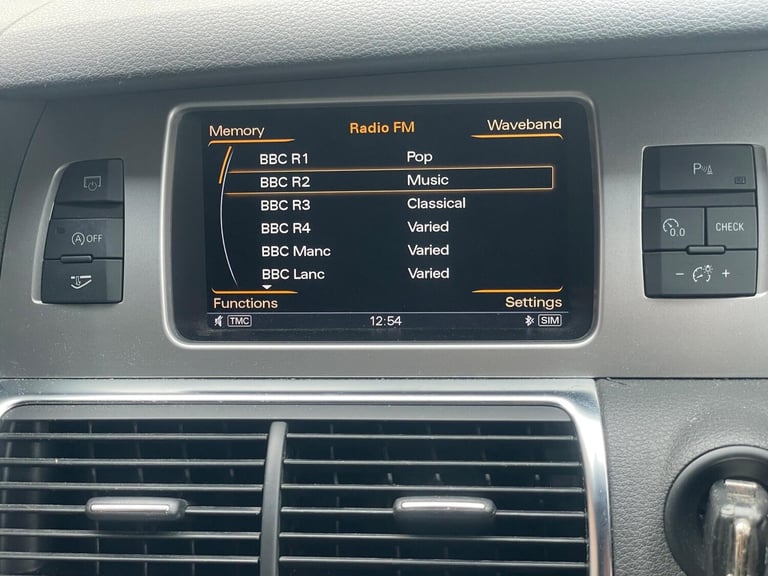 Memory Radio FM Waveband
BBC R1 Pop
BBC R2 Music
BBC R3 Classical
BBC R4 Varied
BBC Manc Varied
BBC Lanc Varied
Functions Settings
TMC 12:54 SIM
A OFF
P
0.0 CHECK
- +